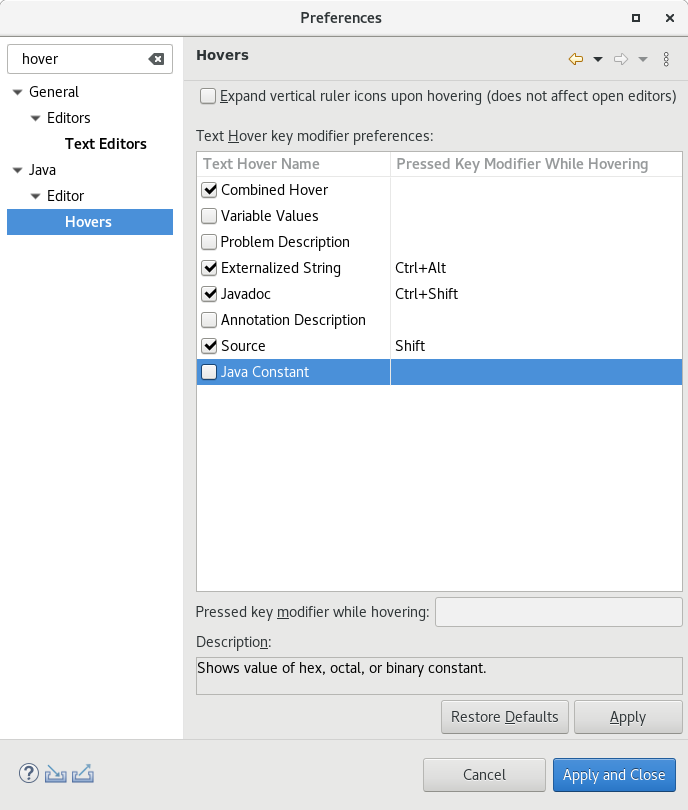 Preferences
hover
General
Editors
Text Editors
Java
Editor
Hovers
Hovers
Expand vertical ruler icons upon hovering (does not affect open editors)
Text Hover key modifier preferences:
Text Hover Name Pressed Key Modifier While Hovering
Combined Hover
Variable Values
Problem Description
Externalized String Ctrl+Alt
Javadoc Ctrl+Shift
Annotation Description
Source Shift
Java Constant
Pressed key modifier while hovering:
Description:
Shows value of hex, octal, or binary constant.
Restore Defaults Apply
Cancel Apply and Close